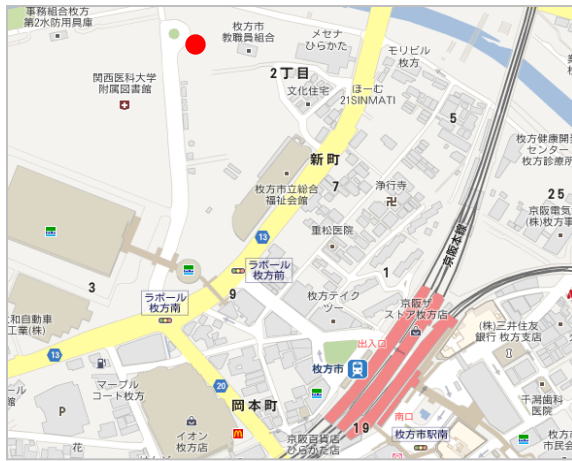 事務組合枚方
第2水防用具庫
枚方市
教職員組合
メセナ
ひらかた
モリビル
枚方
関西医科大学
附属図書館
2丁目
文化住宅
ほーむ
21SINMATI
5
枚方健康開発
センター
枚方診療所
新町
7
枚方市立総合
福祉会館
浄行寺
25
京阪電気
(株)枚方事
京阪本線
13
重松医院
3
ラポール
枚方前
1
ラポール
枚方南
9
枚方テイク
ツー
京阪ザ
ストア枚方店
和自動車
工業(株)
出入口
(株)三井住友
銀行 枚方支店
13
枚方市
20
マーブル
コート枚方
岡本町
南口
千潟歯科
医院
P
イオン
枚方店
京阪百貨店
ひらかた店
19
枚方市駅南
市民会
花